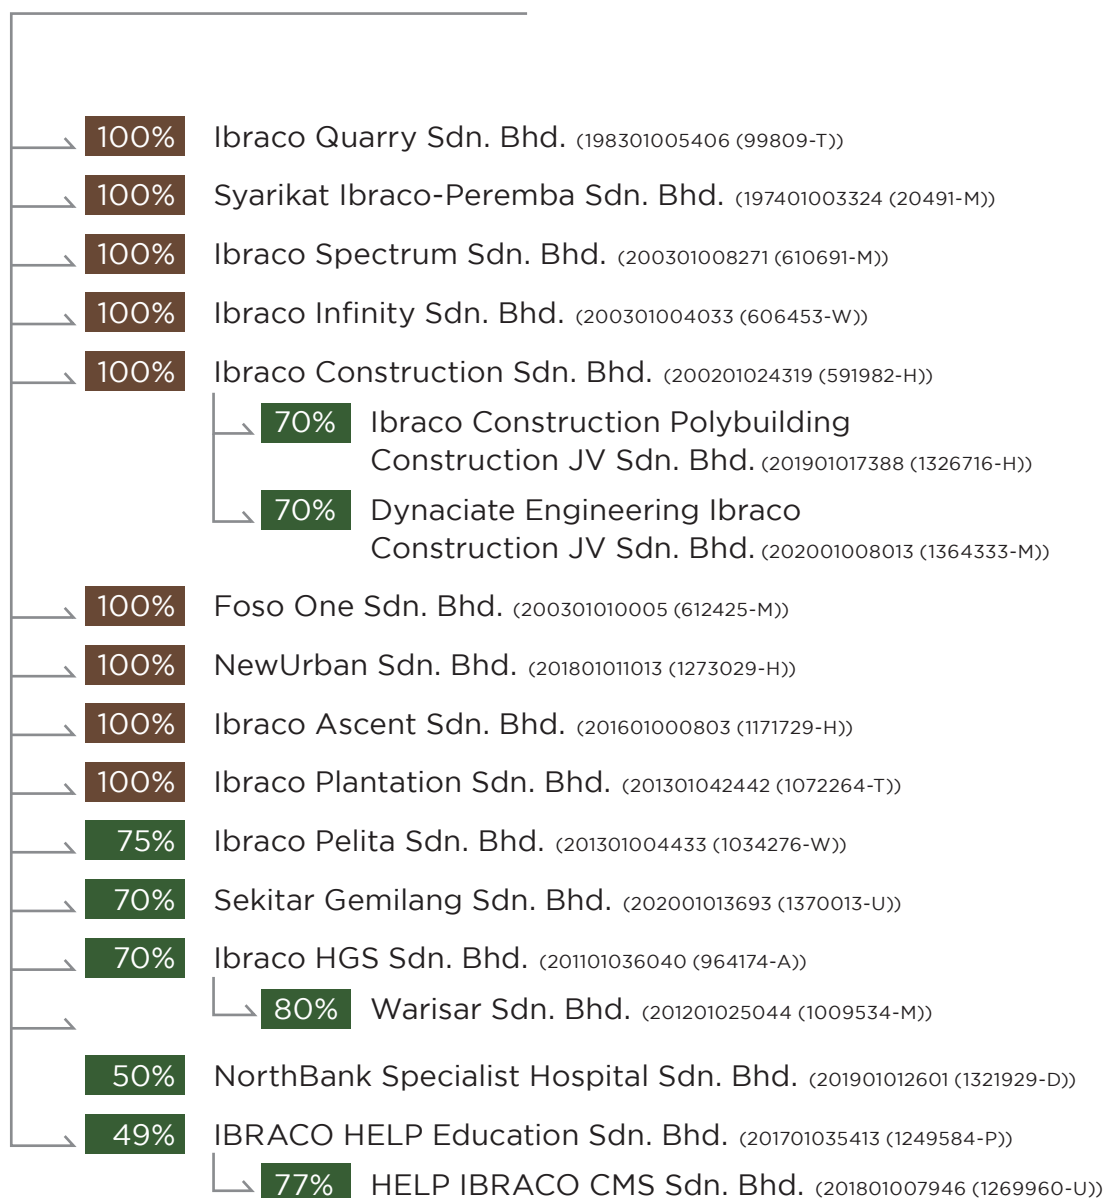 100% Ibraco Quarry Sdn. Bhd. (198301005406 (99809-T))
100% Syarikat Ibraco-Peremba Sdn. Bhd. (197401003324 (20491-M))
100% Ibraco Spectrum Sdn. Bhd. (200301008271 (610691-M))
100% Ibraco Infinity Sdn. Bhd. (200301004033 (606453-W))
100% Ibraco Construction Sdn. Bhd. (200201024319 (591982-H))
70% Ibraco Construction Polybuilding
Construction JV Sdn. Bhd. (201901017388 (1326716-H))
70% Dynaciate Engineering Ibraco
Construction JV Sdn. Bhd. (202001008013 (1364333-M))
100% Foso One Sdn. Bhd. (200301010005 (612425-M))
100% NewUrban Sdn. Bhd. (201801011013 (1273029-H))
100% Ibraco Ascent Sdn. Bhd. (201601000803 (1171729-H))
100% Ibraco Plantation Sdn. Bhd. (201301042442 (1072264-T))
75% Ibraco Pelita Sdn. Bhd. (201301004433 (1034276-W))
70% Sekitar Gemilang Sdn. Bhd. (202001013693 (1370013-U))
70% Ibraco HGS Sdn. Bhd. (201101036040 (964174-A))
80% Warisar Sdn. Bhd. (201201025044 (1009534-M))
50% NorthBank Specialist Hospital Sdn. Bhd. (201901012601 (1321929-D))
49% IBRACO HELP Education Sdn. Bhd. (201701035413 (1249584-P))
77% HELP IBRACO CMS Sdn. Bhd. (201801007946 (1269960-U))